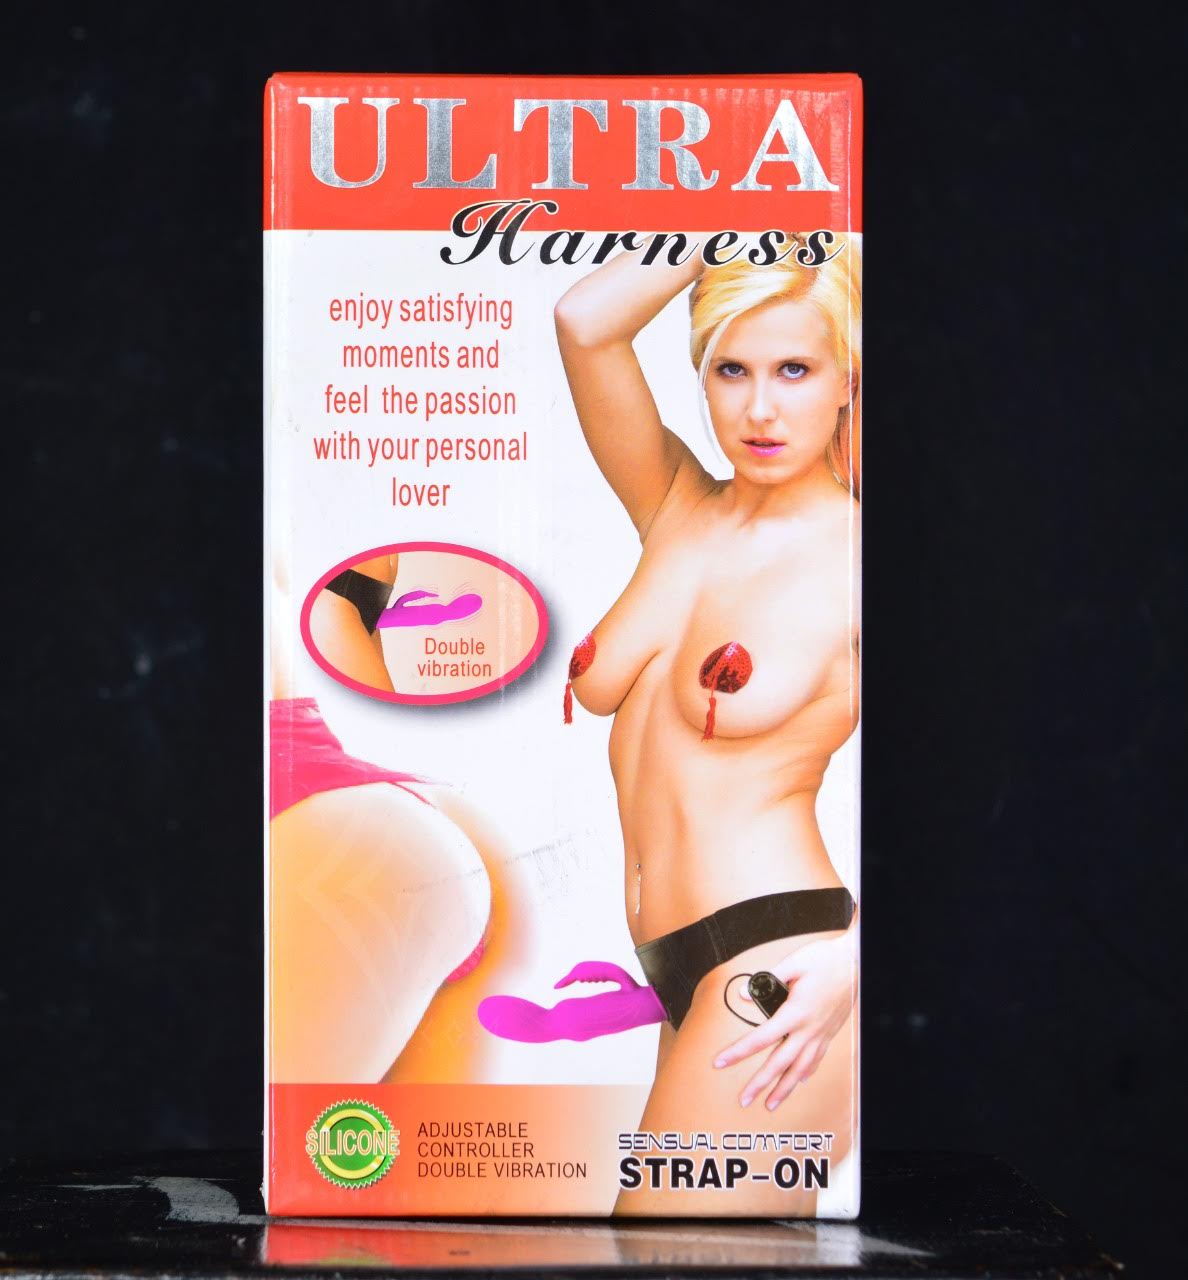 ULTRA
Harness
enjoy satisfying
moments and
feel the passion
with your personal
lover
Double
vibration
SILICONE
ADJUSTABLE
CONTROLLER
DOUBLE VIBRATION
SENSUAL COMFORT
STRAP-ON